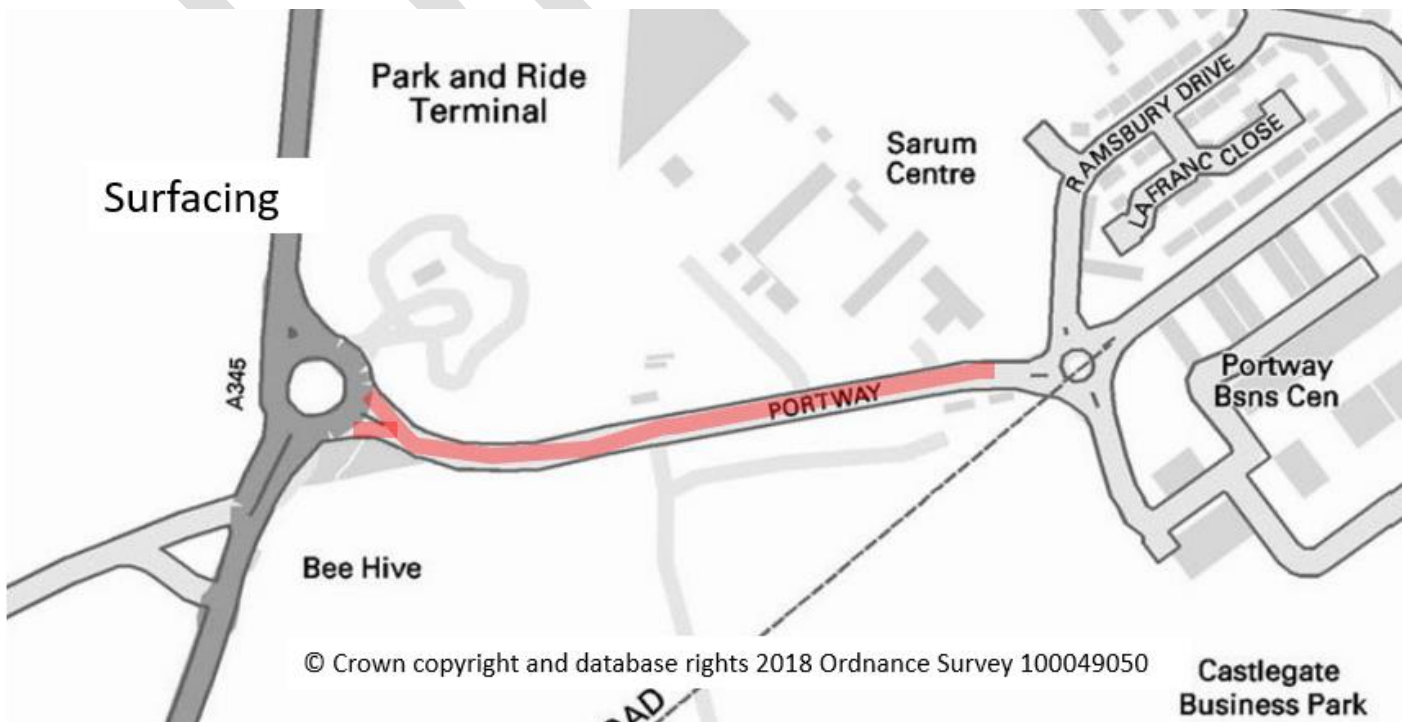 Park and Ride
Terminal
Surfacing
Sarum
Centre
RAMSBURY DRIVE
LAFRANC CLOSE
A345
PORTWAY
Portway
Bsns Cen
Bee Hive
© Crown copyright and database rights 2018 Ordnance Survey 100049050
Castlegate
Business Park